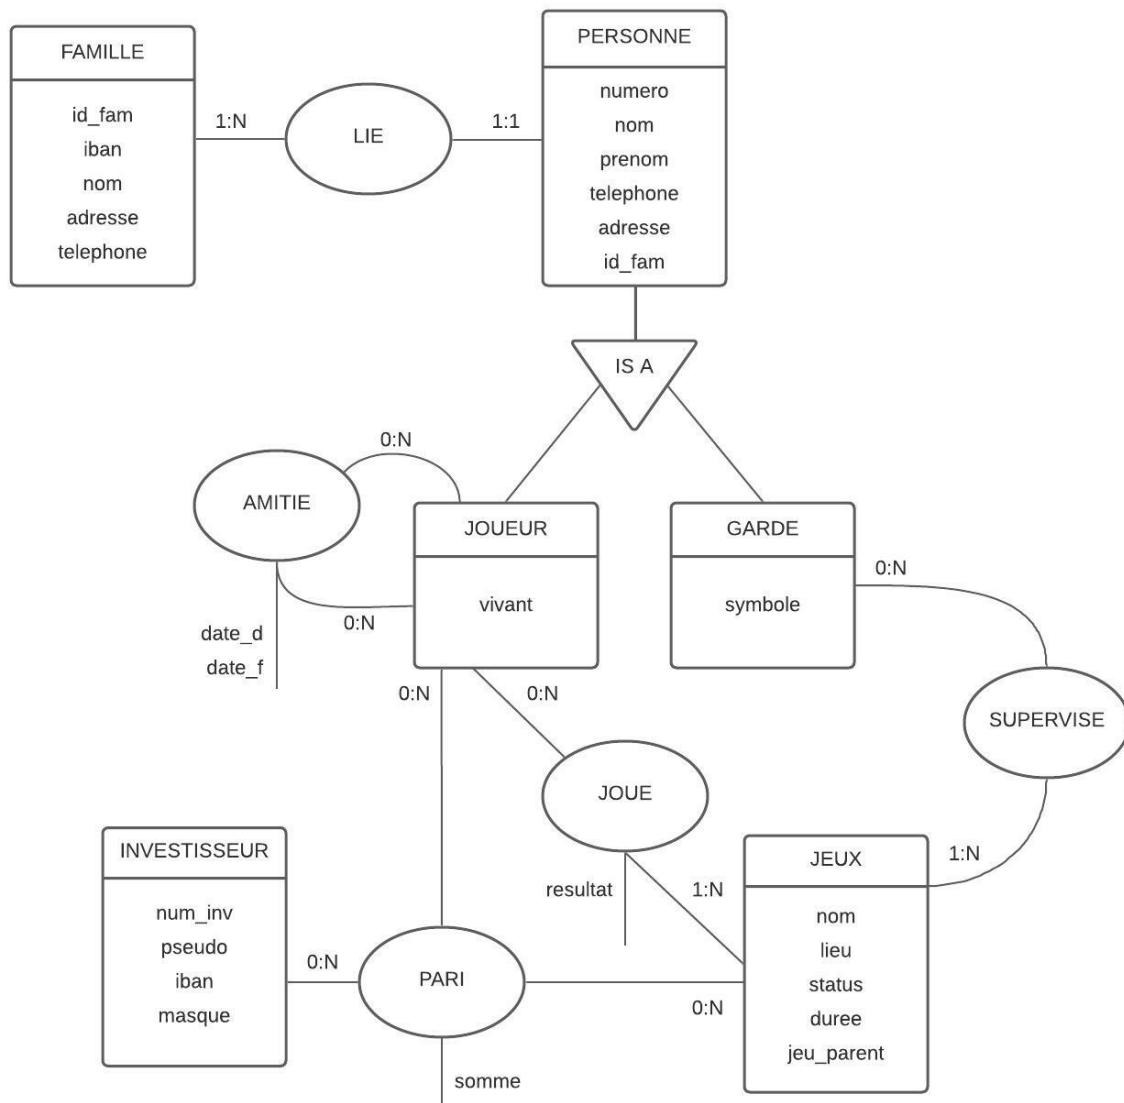 FAMILLE
id_fam
iban
nom
adresse
telephone
1:N
LIE
1:1
PERSONNE
numero
nom
prenom
telephone
adresse
id_fam
IS A
0:N
AMITIE
0:N
date_d
date_f
JOUEUR
vivant
GARDE
symbole
0:N
SUPERVISE
1:N
0:N
0:N
JOUE
resultat
1:N
INVESTISSEUR
num_inv
pseudo
iban
masque
0:N
PARI
somme
0:N
JEUX
nom
lieu
status
duree
jeu_parent